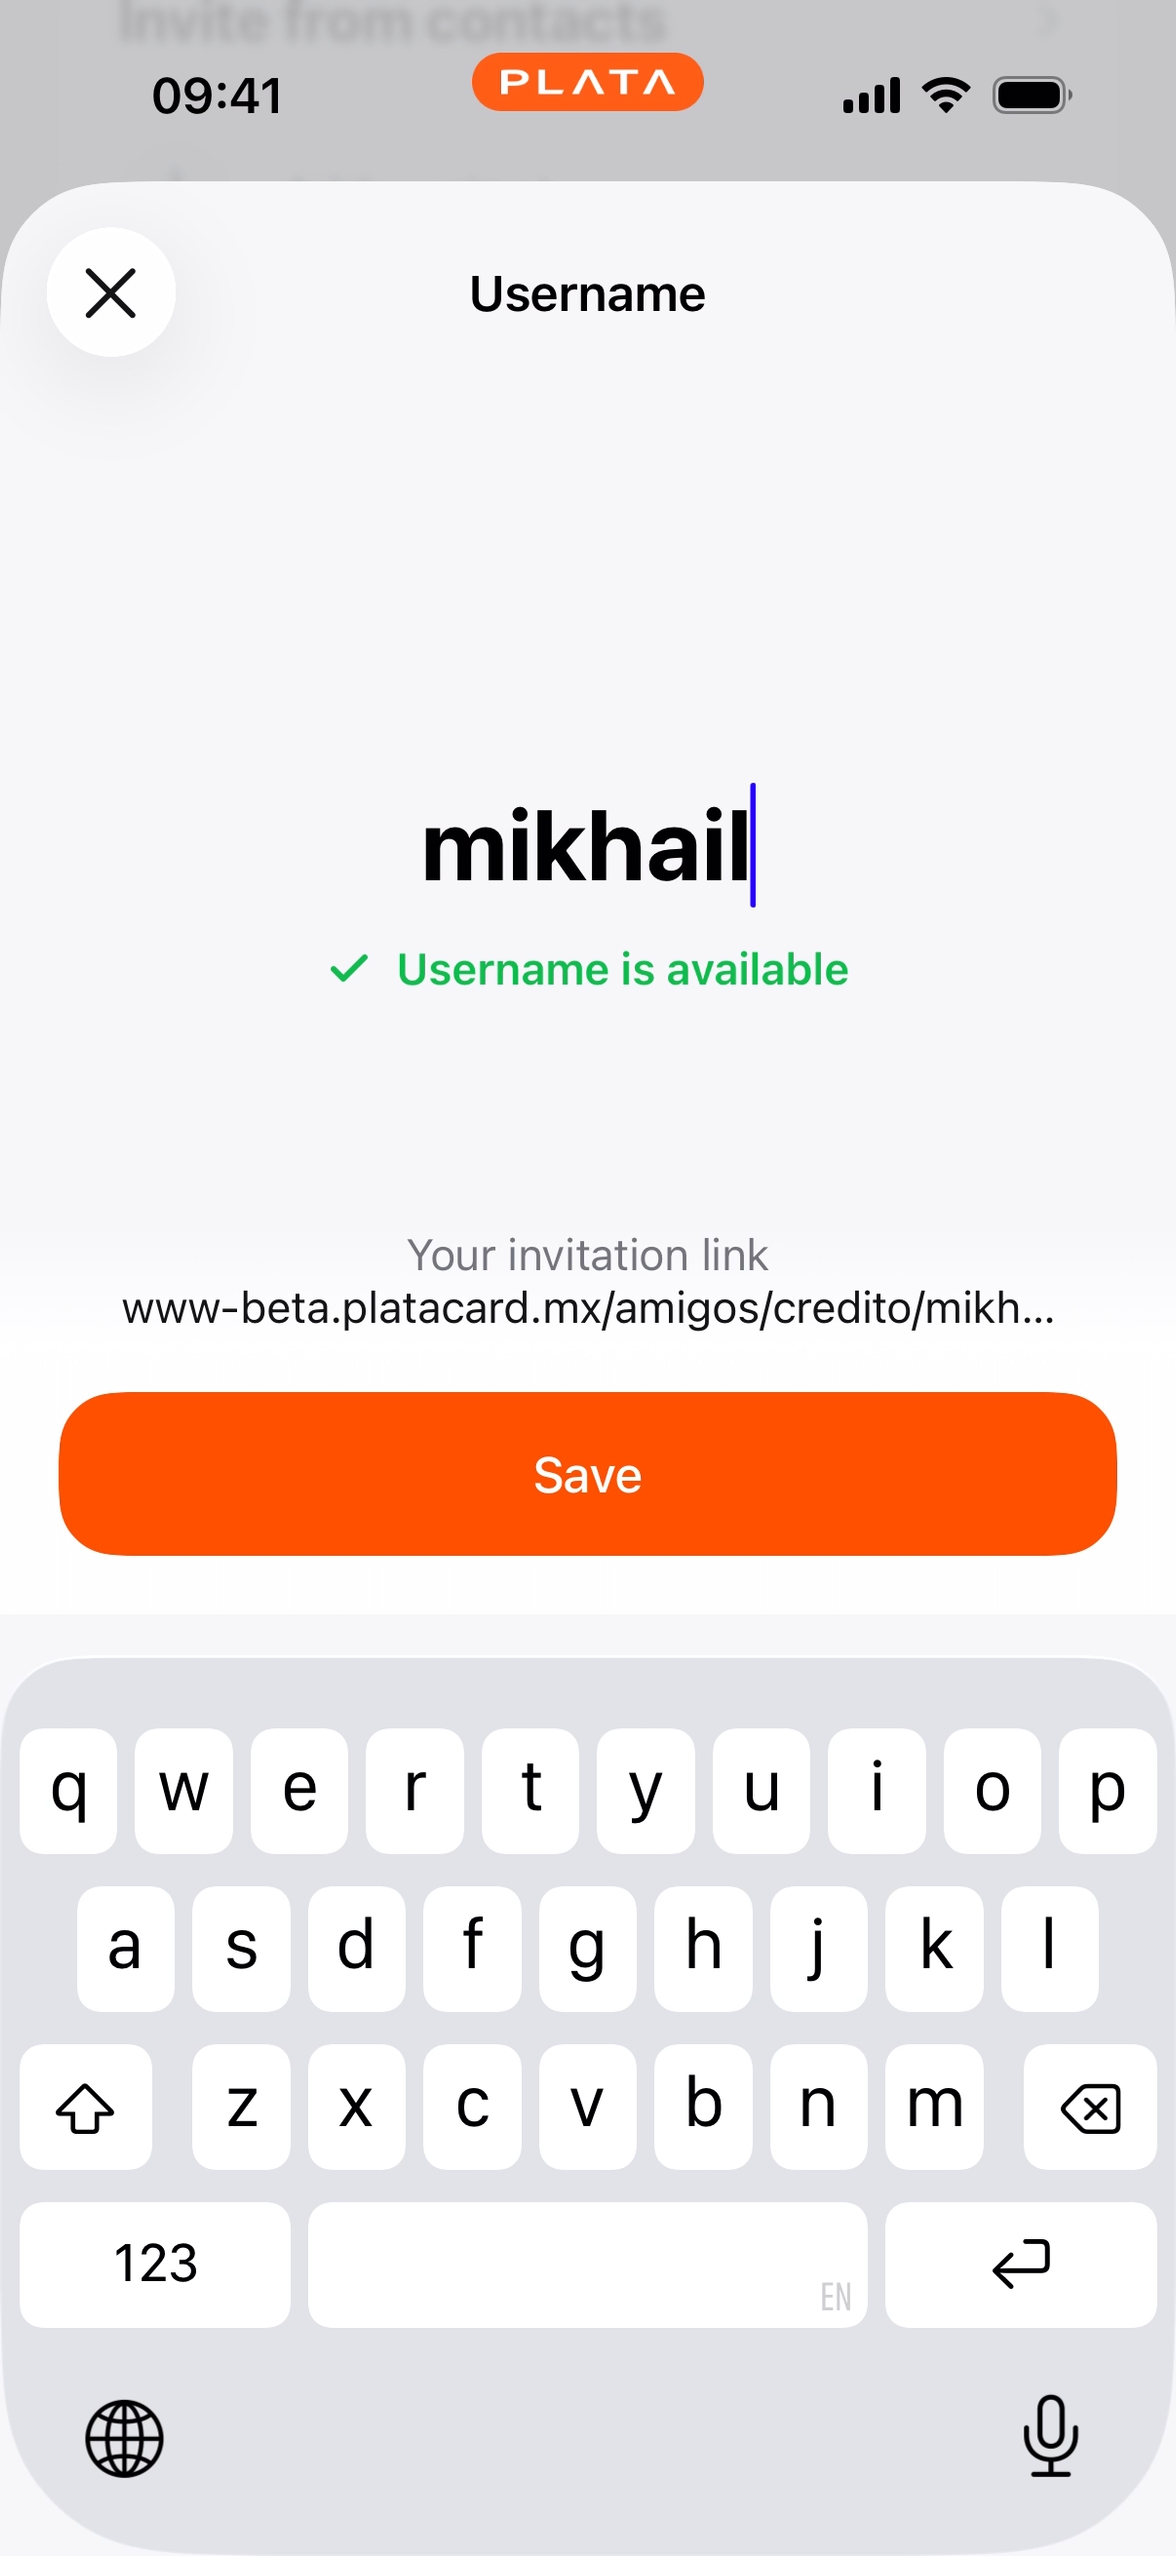 Invite from contacts
09:41
PLATA
Username
mikhail
Username is available
Your invitation link
www-beta.platacard.mx/amigos/credito/mikh...
Save
q w e r t y u i o p
a s d f g h j k l
z x c v b n m
123
EN